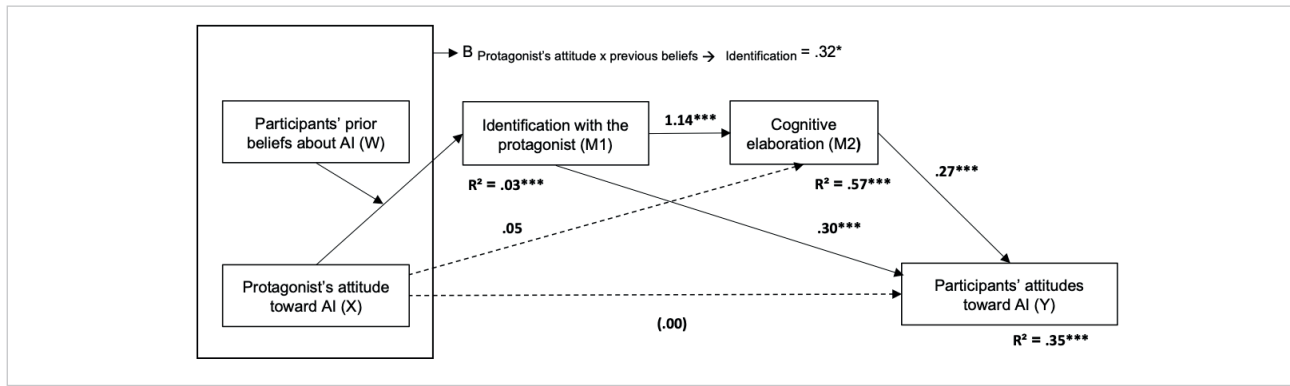 B Protagonist's attitude x previous beliefs → Identification = .32*
Participants' prior
beliefs about AI (W)
Identification with the
protagonist (M1)
1.14***
Cognitive
elaboration (M2)
R² = .03***
R² = .57***
.27***
.05
.30***
Protagonist's attitude
toward AI (X)
Participants' attitudes
toward AI (Y)
(.00)
R² = .35***